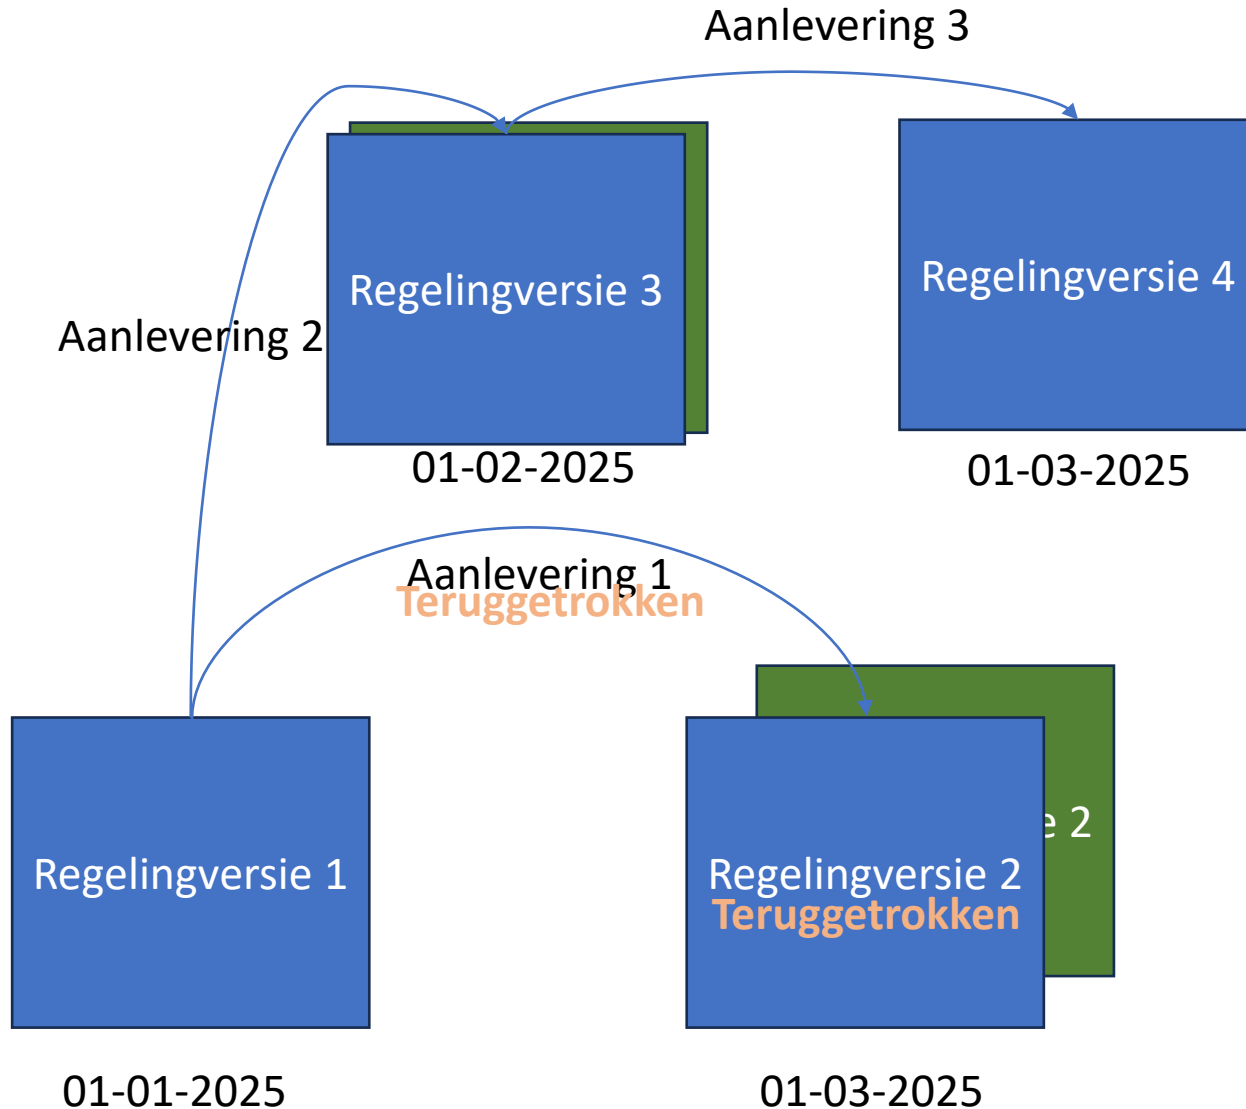 Aanlevering 3
Regelingversie 3
Regelingversie 4
Aanlevering 2
01-02-2025
01-03-2025
Aanlevering 1
Teruggetrokken
e 2
Regelingversie 1
Regelingversie 2
Teruggetrokken
01-01-2025
01-03-2025